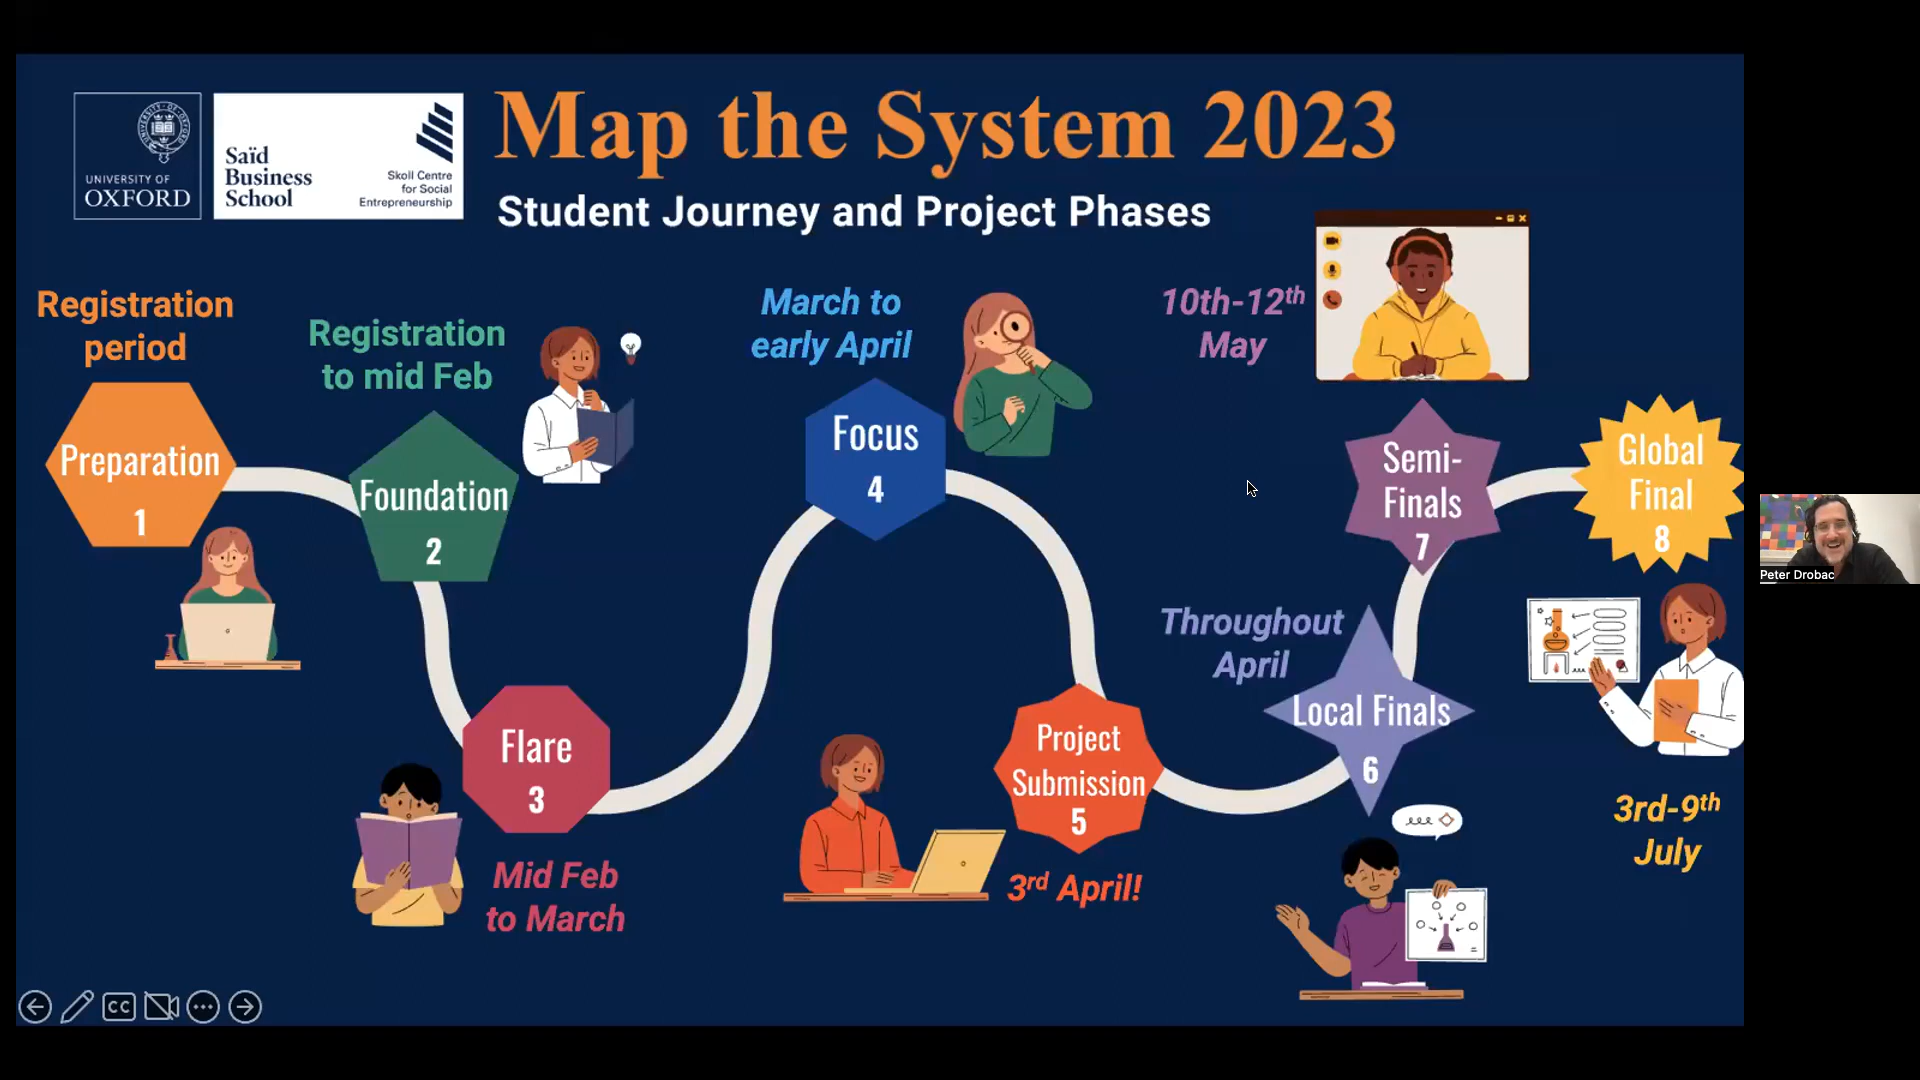 UNIVERSITY OF
OXFORD
Saïd
Business
School
Skoll Centre
for Social
Entrepreneurship
Map the System 2023
Student Journey and Project Phases
Registration
period
Preparation
1
Registration
to mid Feb
Foundation
2
Flare
3
Mid Feb
to March
March to
early April
Focus
4
Project
Submission
5
3rd April!
Throughout
April
Local Finals
6
10th-12th
May
Semi-
Finals
7
Global
Final
8
3rd-9th
July
Peter Drobac
CC